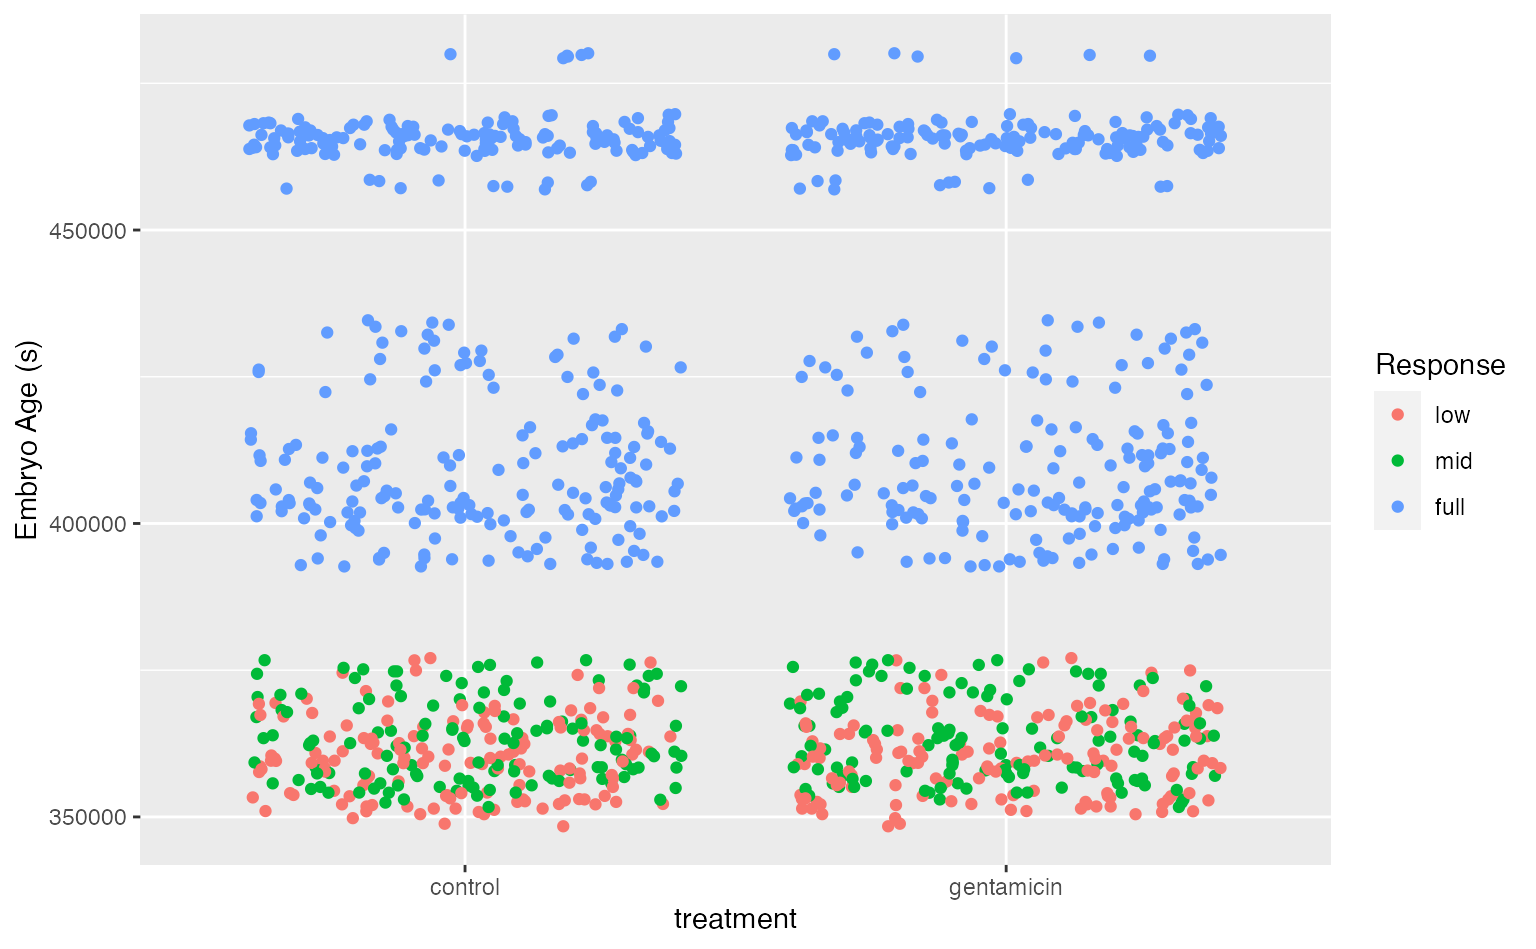 Embryo Age (s)
450000
400000
350000
control
gentamicin
treatment
Response
low
mid
full